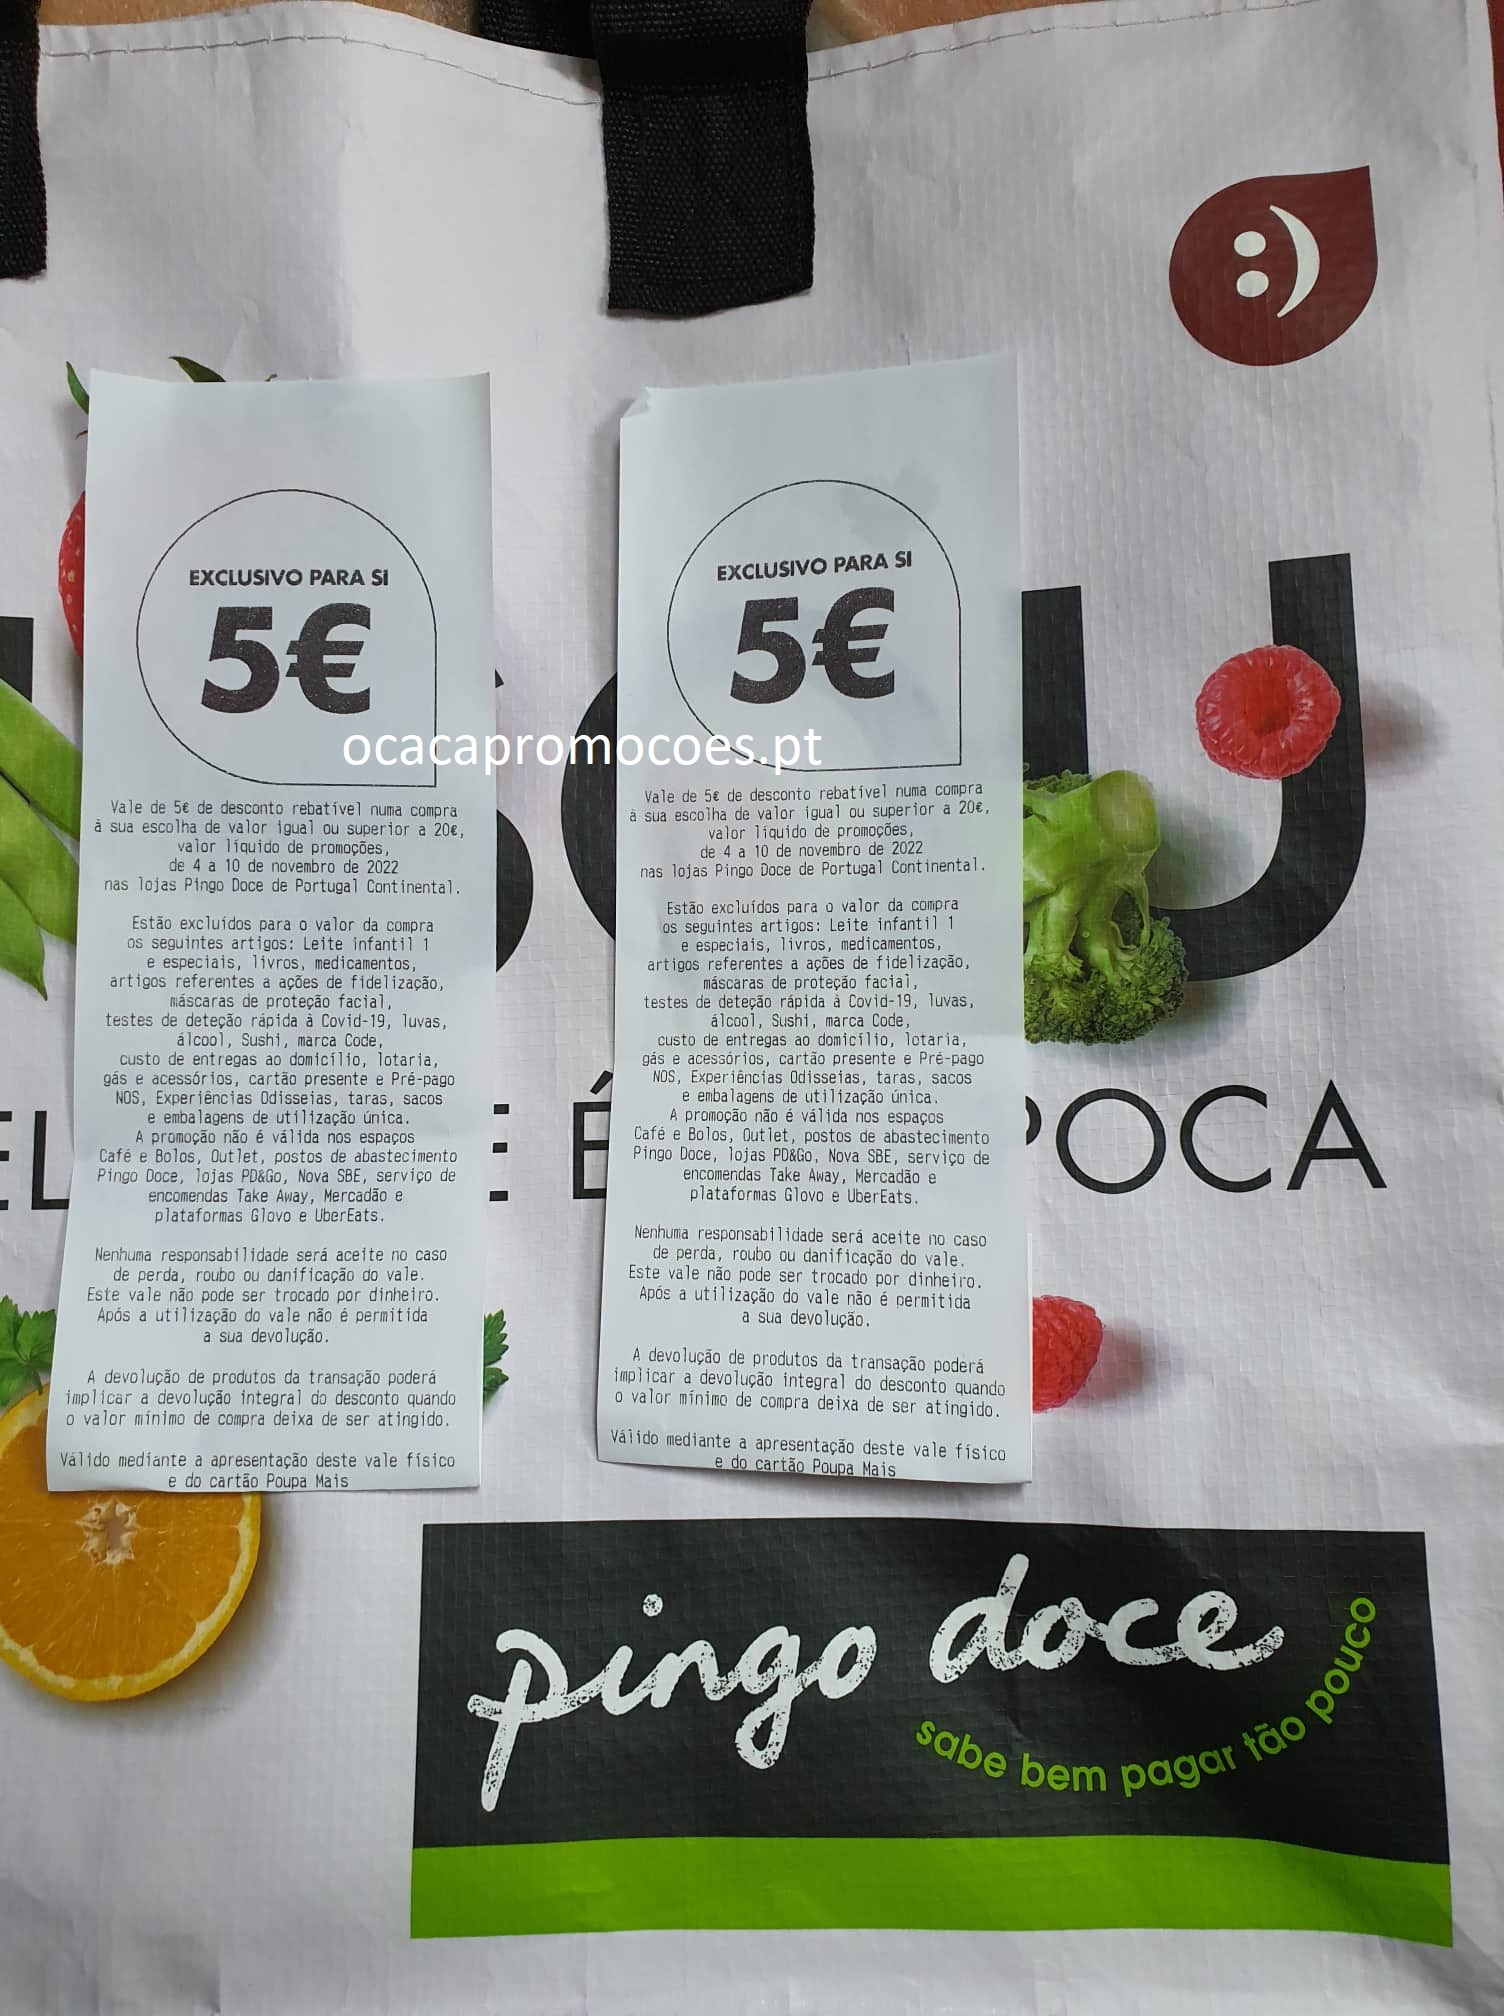 :)
EXCLUSIVO PARA SI
5€
Vale de 5€ de desconto rebatível numa compra
à sua escolha de valor igual ou superior a 20€,
valor líquido de promoções,
de 4 a 10 de novembro de 2022
nas lojas Pingo Doce de Portugal Continental.
Estão excluídos para o valor da compra
os seguintes artigos: Leite infantil 1
e especiais, livros, medicamentos,
artigos referentes a ações de fidelização,
máscaras de proteção facial,
testes de deteção rápida à Covid-19, luvas,
álcool, Sushi, marca Code,
custo de entregas ao domicílio, lotaria,
gás e acessórios, cartão presente e Pré-pago
NOS, Experiências Odisseias, taras, sacos
e embalagens de utilização única.
A promoção não é válida nos espaços
Café e Bolos, Outlet, postos de abastecimento
Pingo Doce, lojas PD&Go, Nova SBE, serviço de
encomendas Take Away, Mercadão e
plataformas Glovo e UberEats.
Nenhuma responsabilidade será aceite no caso
de perda, roubo ou danificação do vale.
Este vale não pode ser trocado por dinheiro.
Após a utilização do vale não é permitida
a sua devolução.
A devolução de produtos da transação poderá
implicar a devolução integral do desconto quando
o valor mínimo de compra deixa de ser atingido.
Válido mediante a apresentação deste vale físico
e do cartão Poupa Mais
EXCLUSIVO PARA SI
5€
Vale de 5€ de desconto rebatível numa compra
à sua escolha de valor igual ou superior a 20€,
valor líquido de promoções,
de 4 a 10 de novembro de 2022
nas lojas Pingo Doce de Portugal Continental.
Estão excluídos para o valor da compra
os seguintes artigos: Leite infantil 1
e especiais, livros, medicamentos,
artigos referentes a ações de fidelização,
máscaras de proteção facial,
testes de deteção rápida à Covid-19, luvas,
álcool, Sushi, marca Code,
custo de entregas ao domicílio, lotaria,
gás e acessórios, cartão presente e Pré-pago
NOS, Experiências Odisseias, taras, sacos
e embalagens de utilização única.
A promoção não é válida nos espaços
Café e Bolos, Outlet, postos de abastecimento
Pingo Doce, lojas PD&Go, Nova SBE, serviço de
encomendas Take Away, Mercadão e
plataformas Glovo e UberEats.
Nenhuma responsabilidade será aceite no caso
de perda, roubo ou danificação do vale.
Este vale não pode ser trocado por dinheiro.
Após a utilização do vale não é permitida
a sua devolução.
A devolução de produtos da transação poderá
implicar a devolução integral do desconto quando
o valor mínimo de compra deixa de ser atingido.
Válido mediante a apresentação deste vale físico
e do cartão Poupa Mais
ocacapromocoes.pt
pingo doce
sabe bem pagar tão pouco